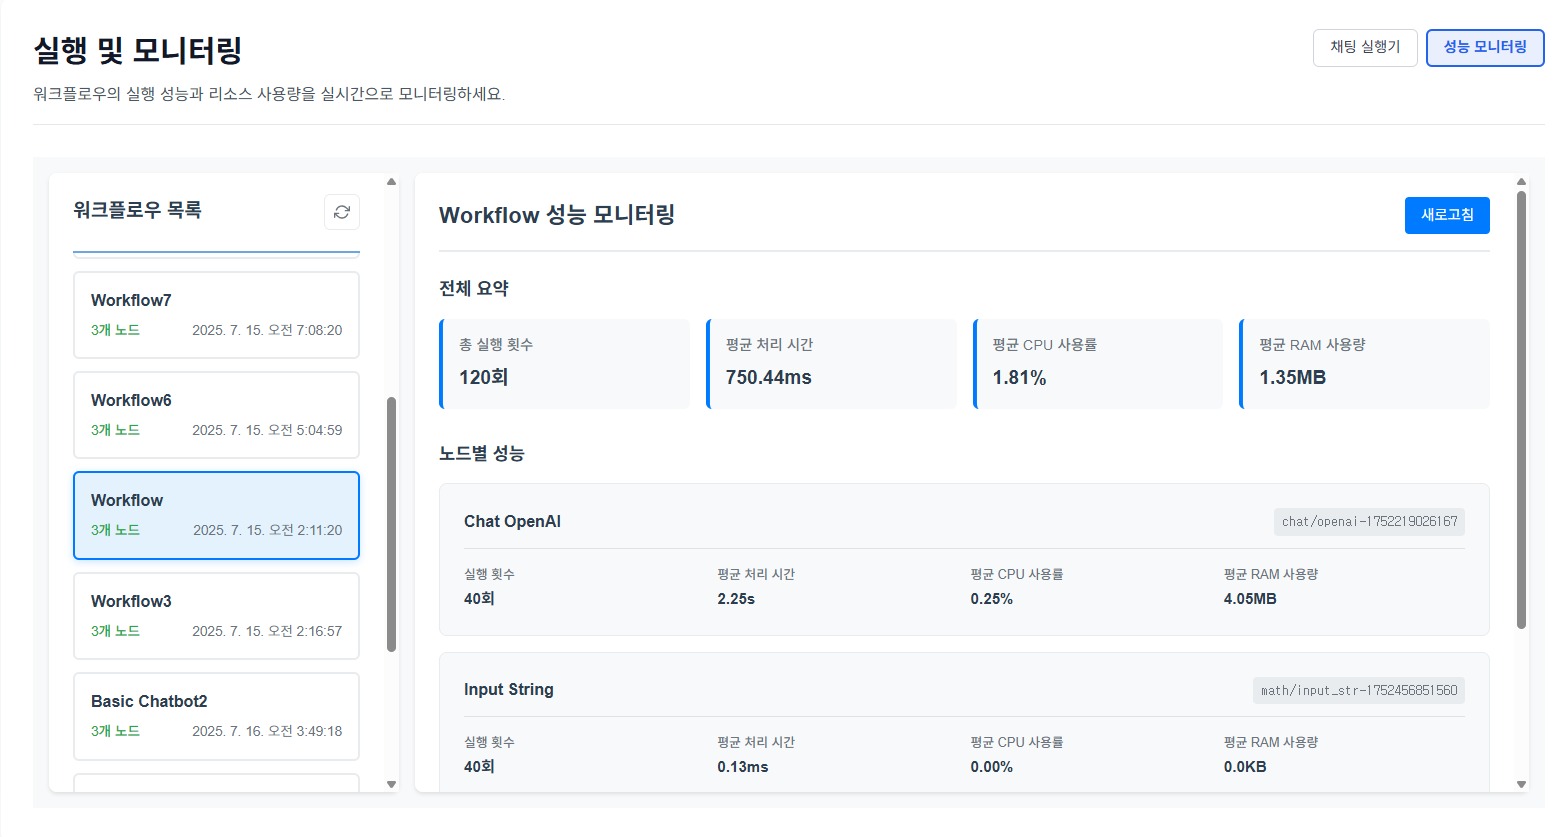 실행 및 모니터링
채팅 실행기
성능 모니터링
워크플로우의 실행 성능과 리소스 사용량을 실시간으로 모니터링하세요.
워크플로우 목록
Workflow7
3개 노드 2025. 7. 15. 오전 7:08:20
Workflow6
3개 노드 2025. 7. 15. 오전 5:04:59
Workflow
3개 노드 2025. 7. 15. 오전 2:11:20
Workflow3
3개 노드 2025. 7. 15. 오전 2:16:57
Basic Chatbot2
3개 노드 2025. 7. 16. 오전 3:49:18
Workflow 성능 모니터링
새로고침
전체 요약
총 실행 횟수
120회
평균 처리 시간
750.44ms
평균 CPU 사용률
1.81%
평균 RAM 사용량
1.35MB
노드별 성능
Chat OpenAI
chat/openai-1752219026167
실행 횟수
40회
평균 처리 시간
2.25s
평균 CPU 사용률
0.25%
평균 RAM 사용량
4.05MB
Input String
math/input_str-1752456851560
실행 횟수
40회
평균 처리 시간
0.13ms
평균 CPU 사용률
0.00%
평균 RAM 사용량
0.0KB